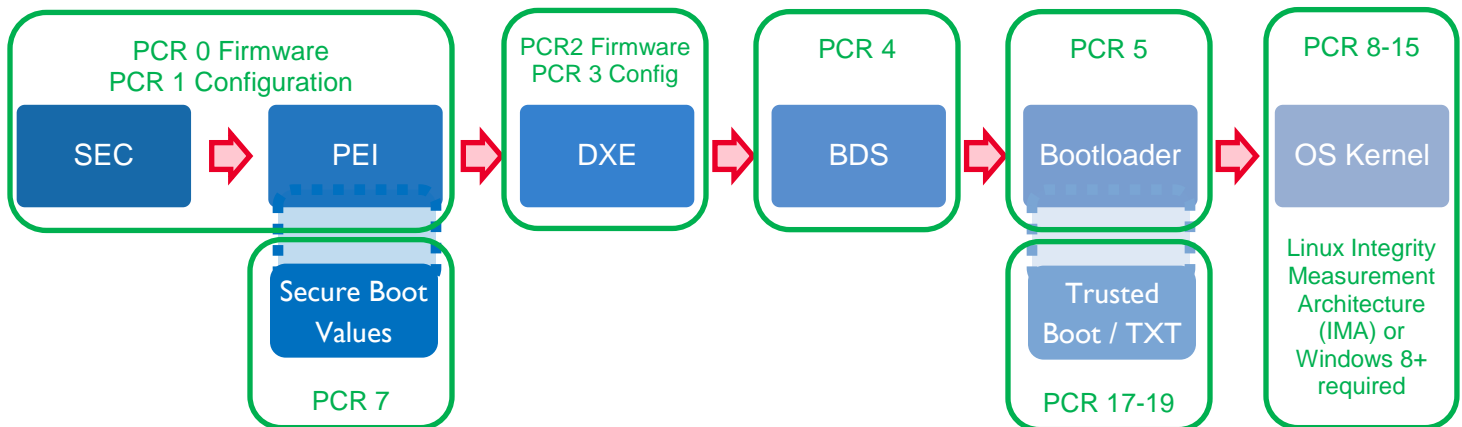 PCR 0 Firmware
PCR 1 Configuration
SEC
PEI
Secure Boot
Values
PCR 7
PCR2 Firmware
PCR 3 Config
DXE
PCR 4
BDS
PCR 5
Bootloader
Trusted
Boot / TXT
PCR 17-19
PCR 8-15
OS Kernel
Linux Integrity
Measurement
Architecture
(IMA) or
Windows 8+
required